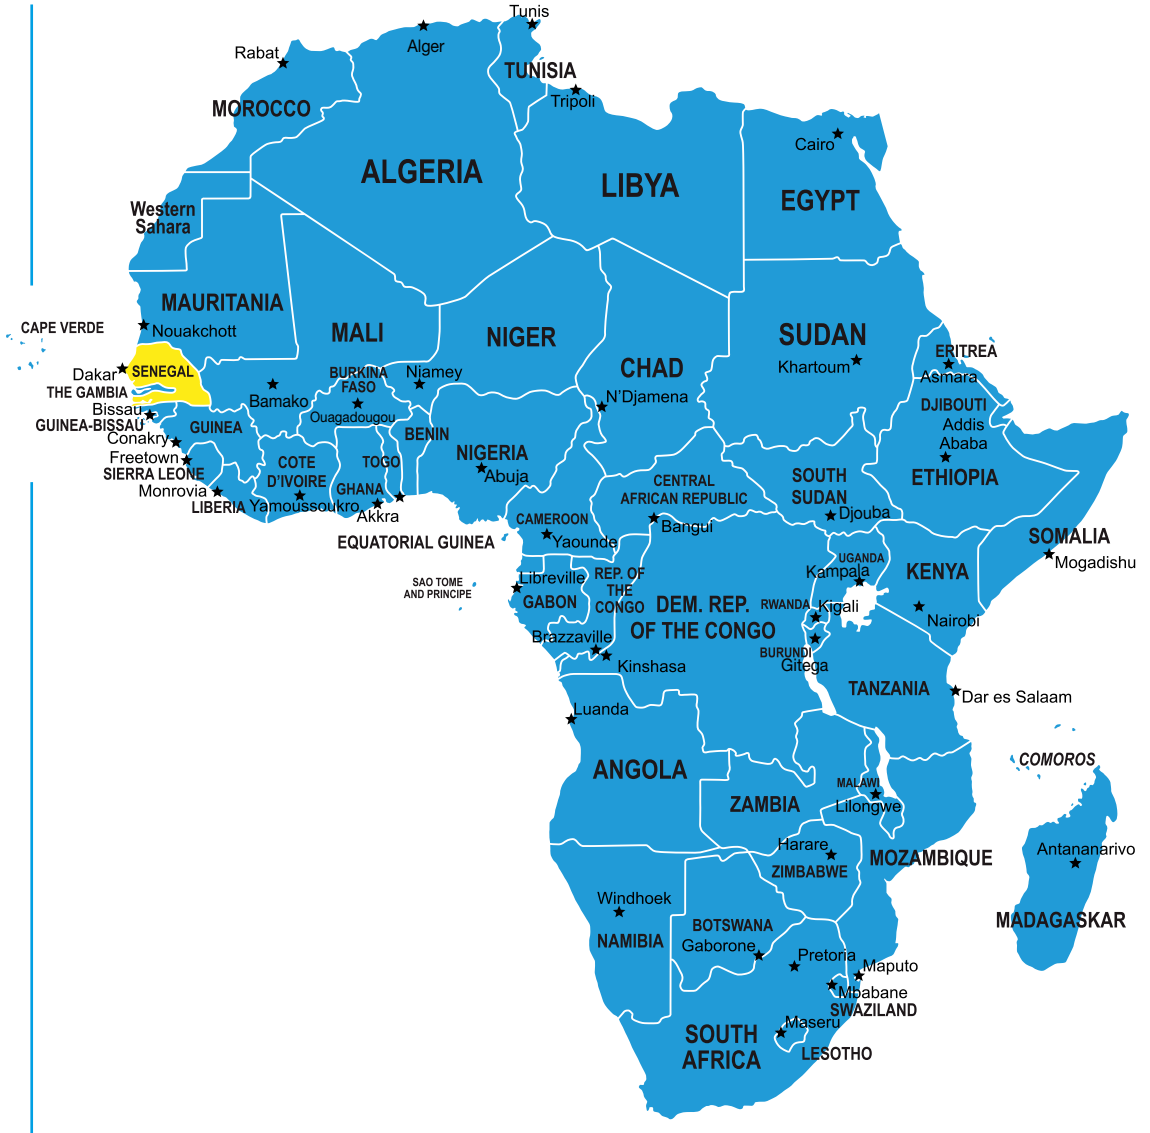 Tunis
Alger
Rabat
TUNISIA
Tripoli
MOROCCO
Cairo
ALGERIA
LIBYA
EGYPT
Western
Sahara
MAURITANIA
CAPE VERDE
Nouakchott
MALI
NIGER
SUDAN
CHAD
Khartoum
ERITREA
Asmara
Dakar
SENEGAL
BURKINA
FASO
Niamey
THE GAMBIA
Bamako
N'Djamena
DJIBOUTI
Addis
Ababa
Bissau
GUINEA-BISSAU
Ouagadougou
GUINEA
BENIN
Conakry
Freetown
SIERRA LEONE
COTE
D'IVOIRE
TOGO
NIGERIA
Abuja
ETHIOPIA
SOUTH
SUDAN
CENTRAL
AFRICAN REPUBLIC
Monrovia
LIBERIA
Yamoussoukro
GHANA
Akkra
Djouba
CAMEROON
Yaounde
Bangui
EQUATORIAL GUINEA
SOMALIA
Mogadishu
UGANDA
Kampala
KENYA
SAO TOME
AND PRINCIPE
Libreville
GABON
REP. OF
THE
CONGO
DEM. REP.
OF THE CONGO
RWANDA
Kigali
Nairobi
Brazzaville
Kinshasa
BURUNDI
Gitega
TANZANIA
Dar es Salaam
Luanda
ANGOLA
COMOROS
ZAMBIA
MALAWI
Lilongwe
Harare
ZIMBABWE
MOZAMBIQUE
Antananarivo
MADAGASKAR
Windhoek
NAMIBIA
BOTSWANA
Gaborone
Pretoria
Maputo
Mbabane
SWAZILAND
Maseru
LESOTHO
SOUTH
AFRICA